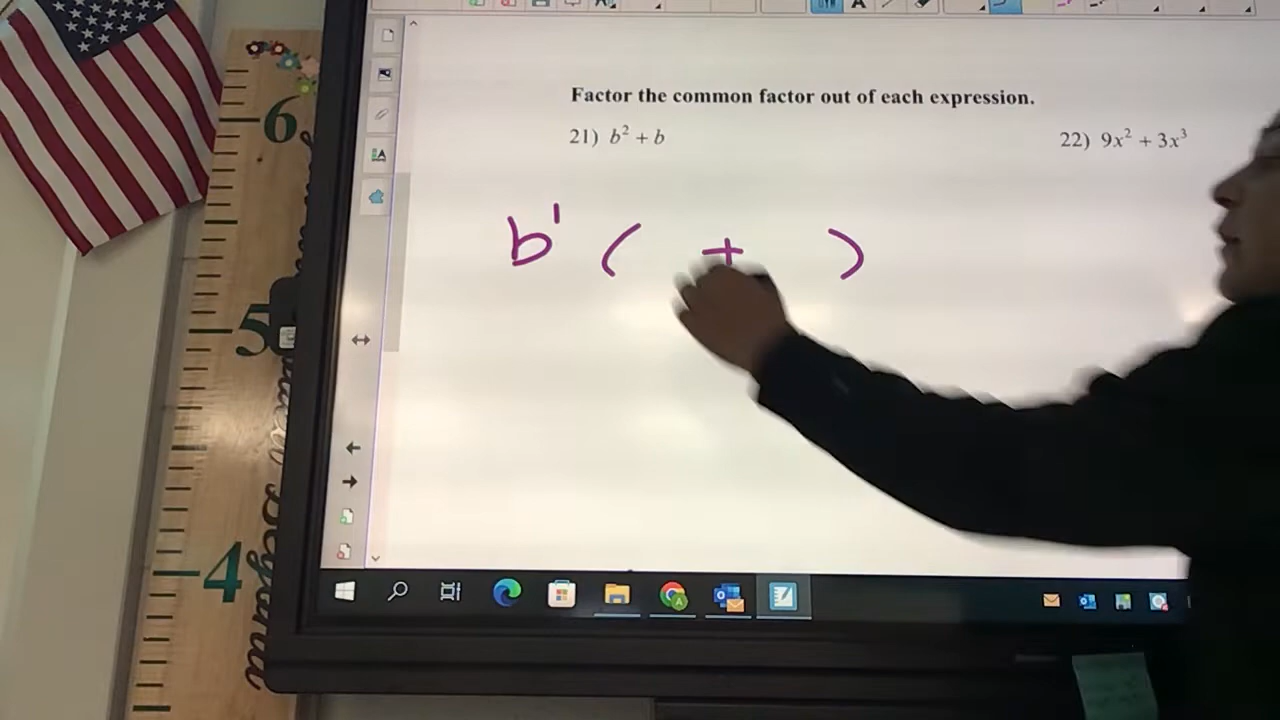 Factor the common factor out of each expression.
21) b² + b
22) 9x² + 3x³
b¹ ( + )
6
5
4